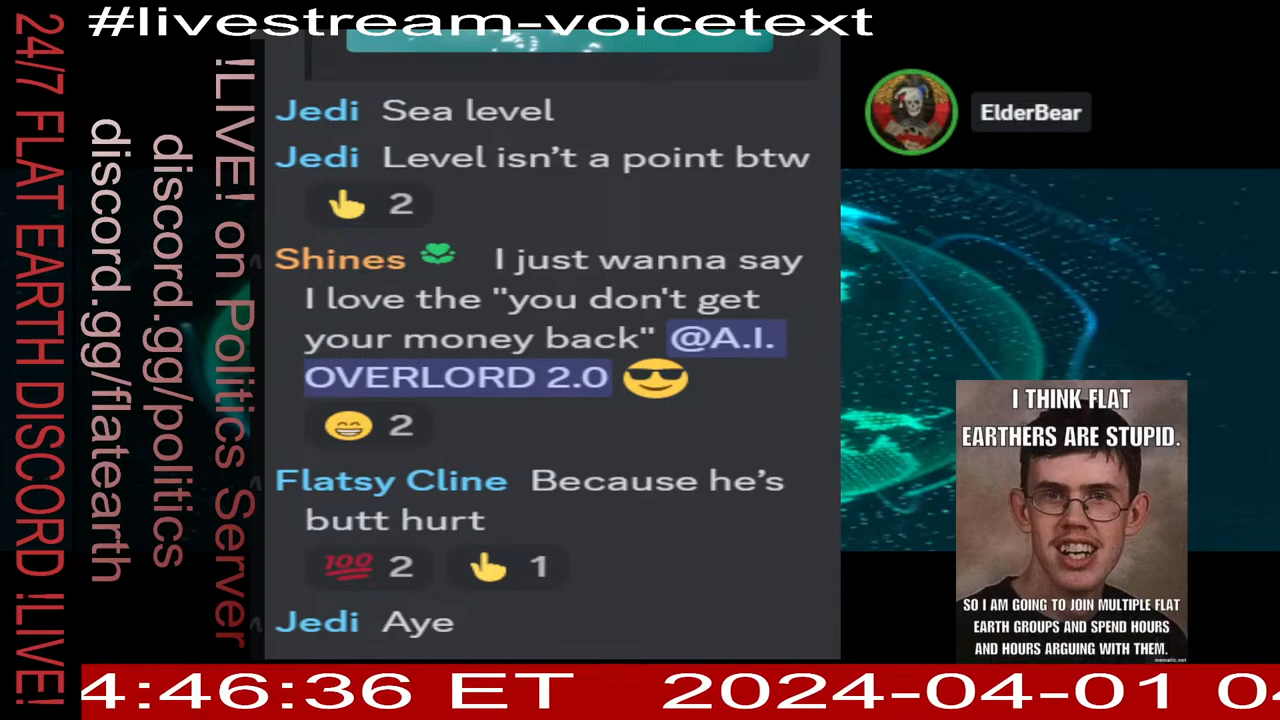 #livestream-voicetext
24/7 FLAT EARTH DISCORD !LIVE!
discord.gg/flatearth
discord.gg/politics
!LIVE! on Politics Server
Jedi Sea level
Jedi Level isn't a point btw
2
Shines I just wanna say
I love the "you don't get
your money back" @A.I.
OVERLORD 2.0 😎
😁 2
Flatsy Cline Because he's
butt hurt
💯 2 👆 1
Jedi Aye
ElderBear
I THINK FLAT
EARTHERS ARE STUPID.
SO I AM GOING TO JOIN MULTIPLE FLAT
EARTH GROUPS AND SPEND HOURS
AND HOURS ARGUING WITH THEM.
mematic.net
4:46:36 ET 2024-04-01 04